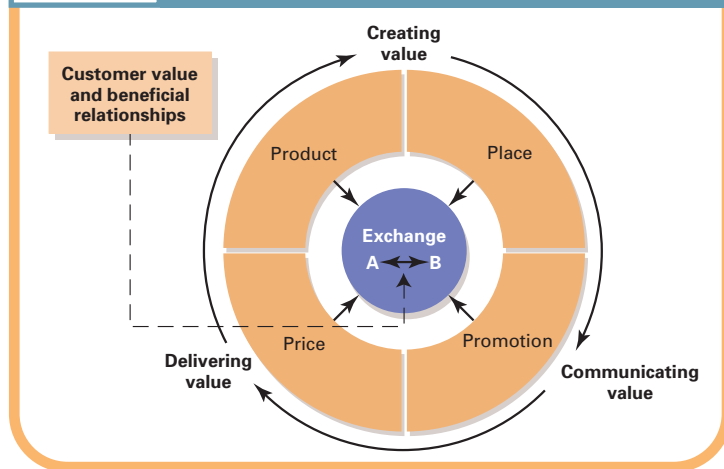 Creating
value
Customer value
and beneficial
relationships
Product
Place
Exchange
A B
Price
Promotion
Delivering
value
Communicating
value